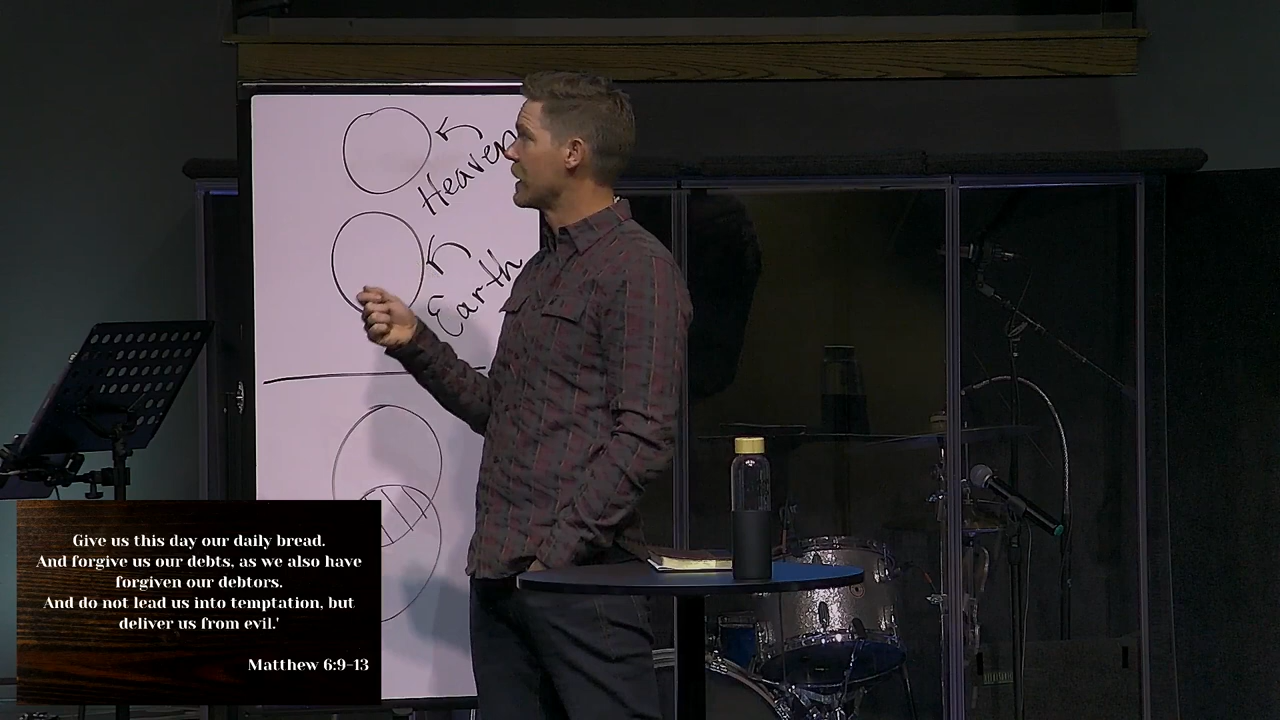 Heaven
Earth
Give us this day our daily bread.
And forgive us our debts, as we also have
forgiven our debtors.
And do not lead us into temptation, but
deliver us from evil.'
Matthew 6:9-13